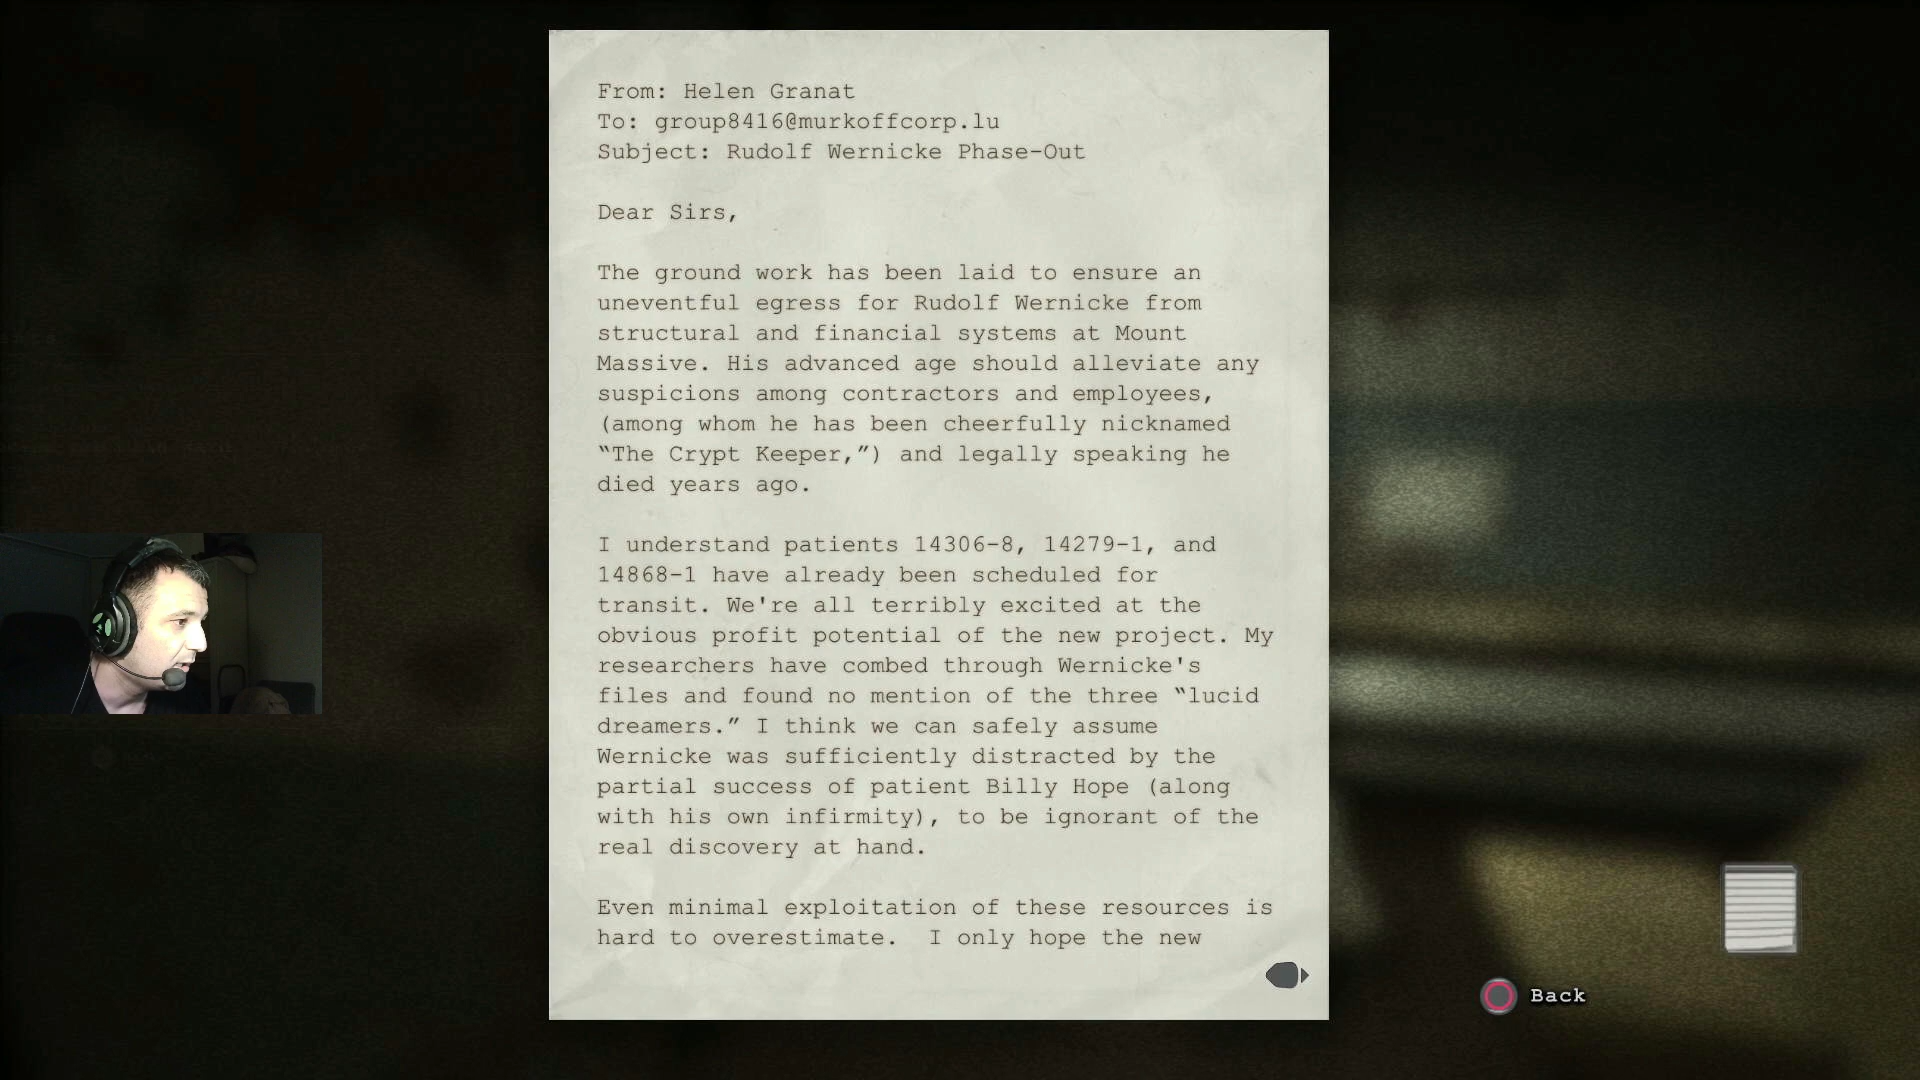 From: Helen Granat
To: group8416@murkoffcorp.lu
Subject: Rudolf Wernicke Phase-Out
Dear Sirs,
The ground work has been laid to ensure an
uneventful egress for Rudolf Wernicke from
structural and financial systems at Mount
Massive. His advanced age should alleviate any
suspicions among contractors and employees,
(among whom he has been cheerfully nicknamed
“The Crypt Keeper,”) and legally speaking he
died years ago.
I understand patients 14306-8, 14279-1, and
14868-1 have already been scheduled for
transit. We're all terribly excited at the
obvious profit potential of the new project. My
researchers have combed through Wernicke's
files and found no mention of the three “lucid
dreamers.” I think we can safely assume
Wernicke was sufficiently distracted by the
partial success of patient Billy Hope (along
with his own infirmity), to be ignorant of the
real discovery at hand.
Even minimal exploitation of these resources is
hard to overestimate.  I only hope the new
Back